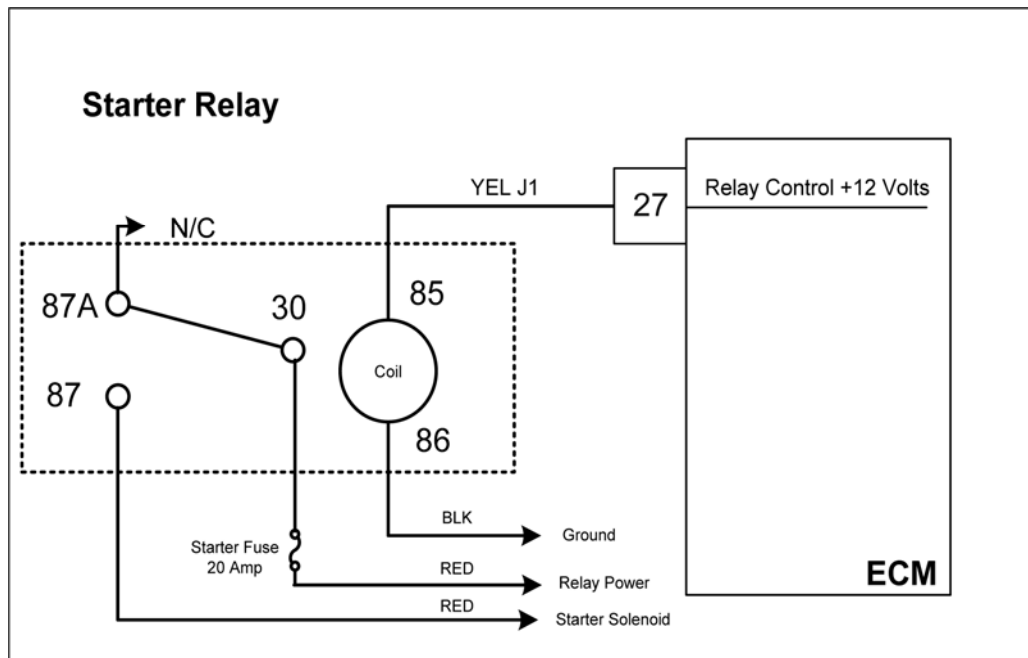 Starter Relay
YEL J1
27
Relay Control +12 Volts
N/C
87A
30
85
Coil
87
86
BLK
Ground
Starter Fuse
20 Amp
RED
Relay Power
ECM
RED
Starter Solenoid